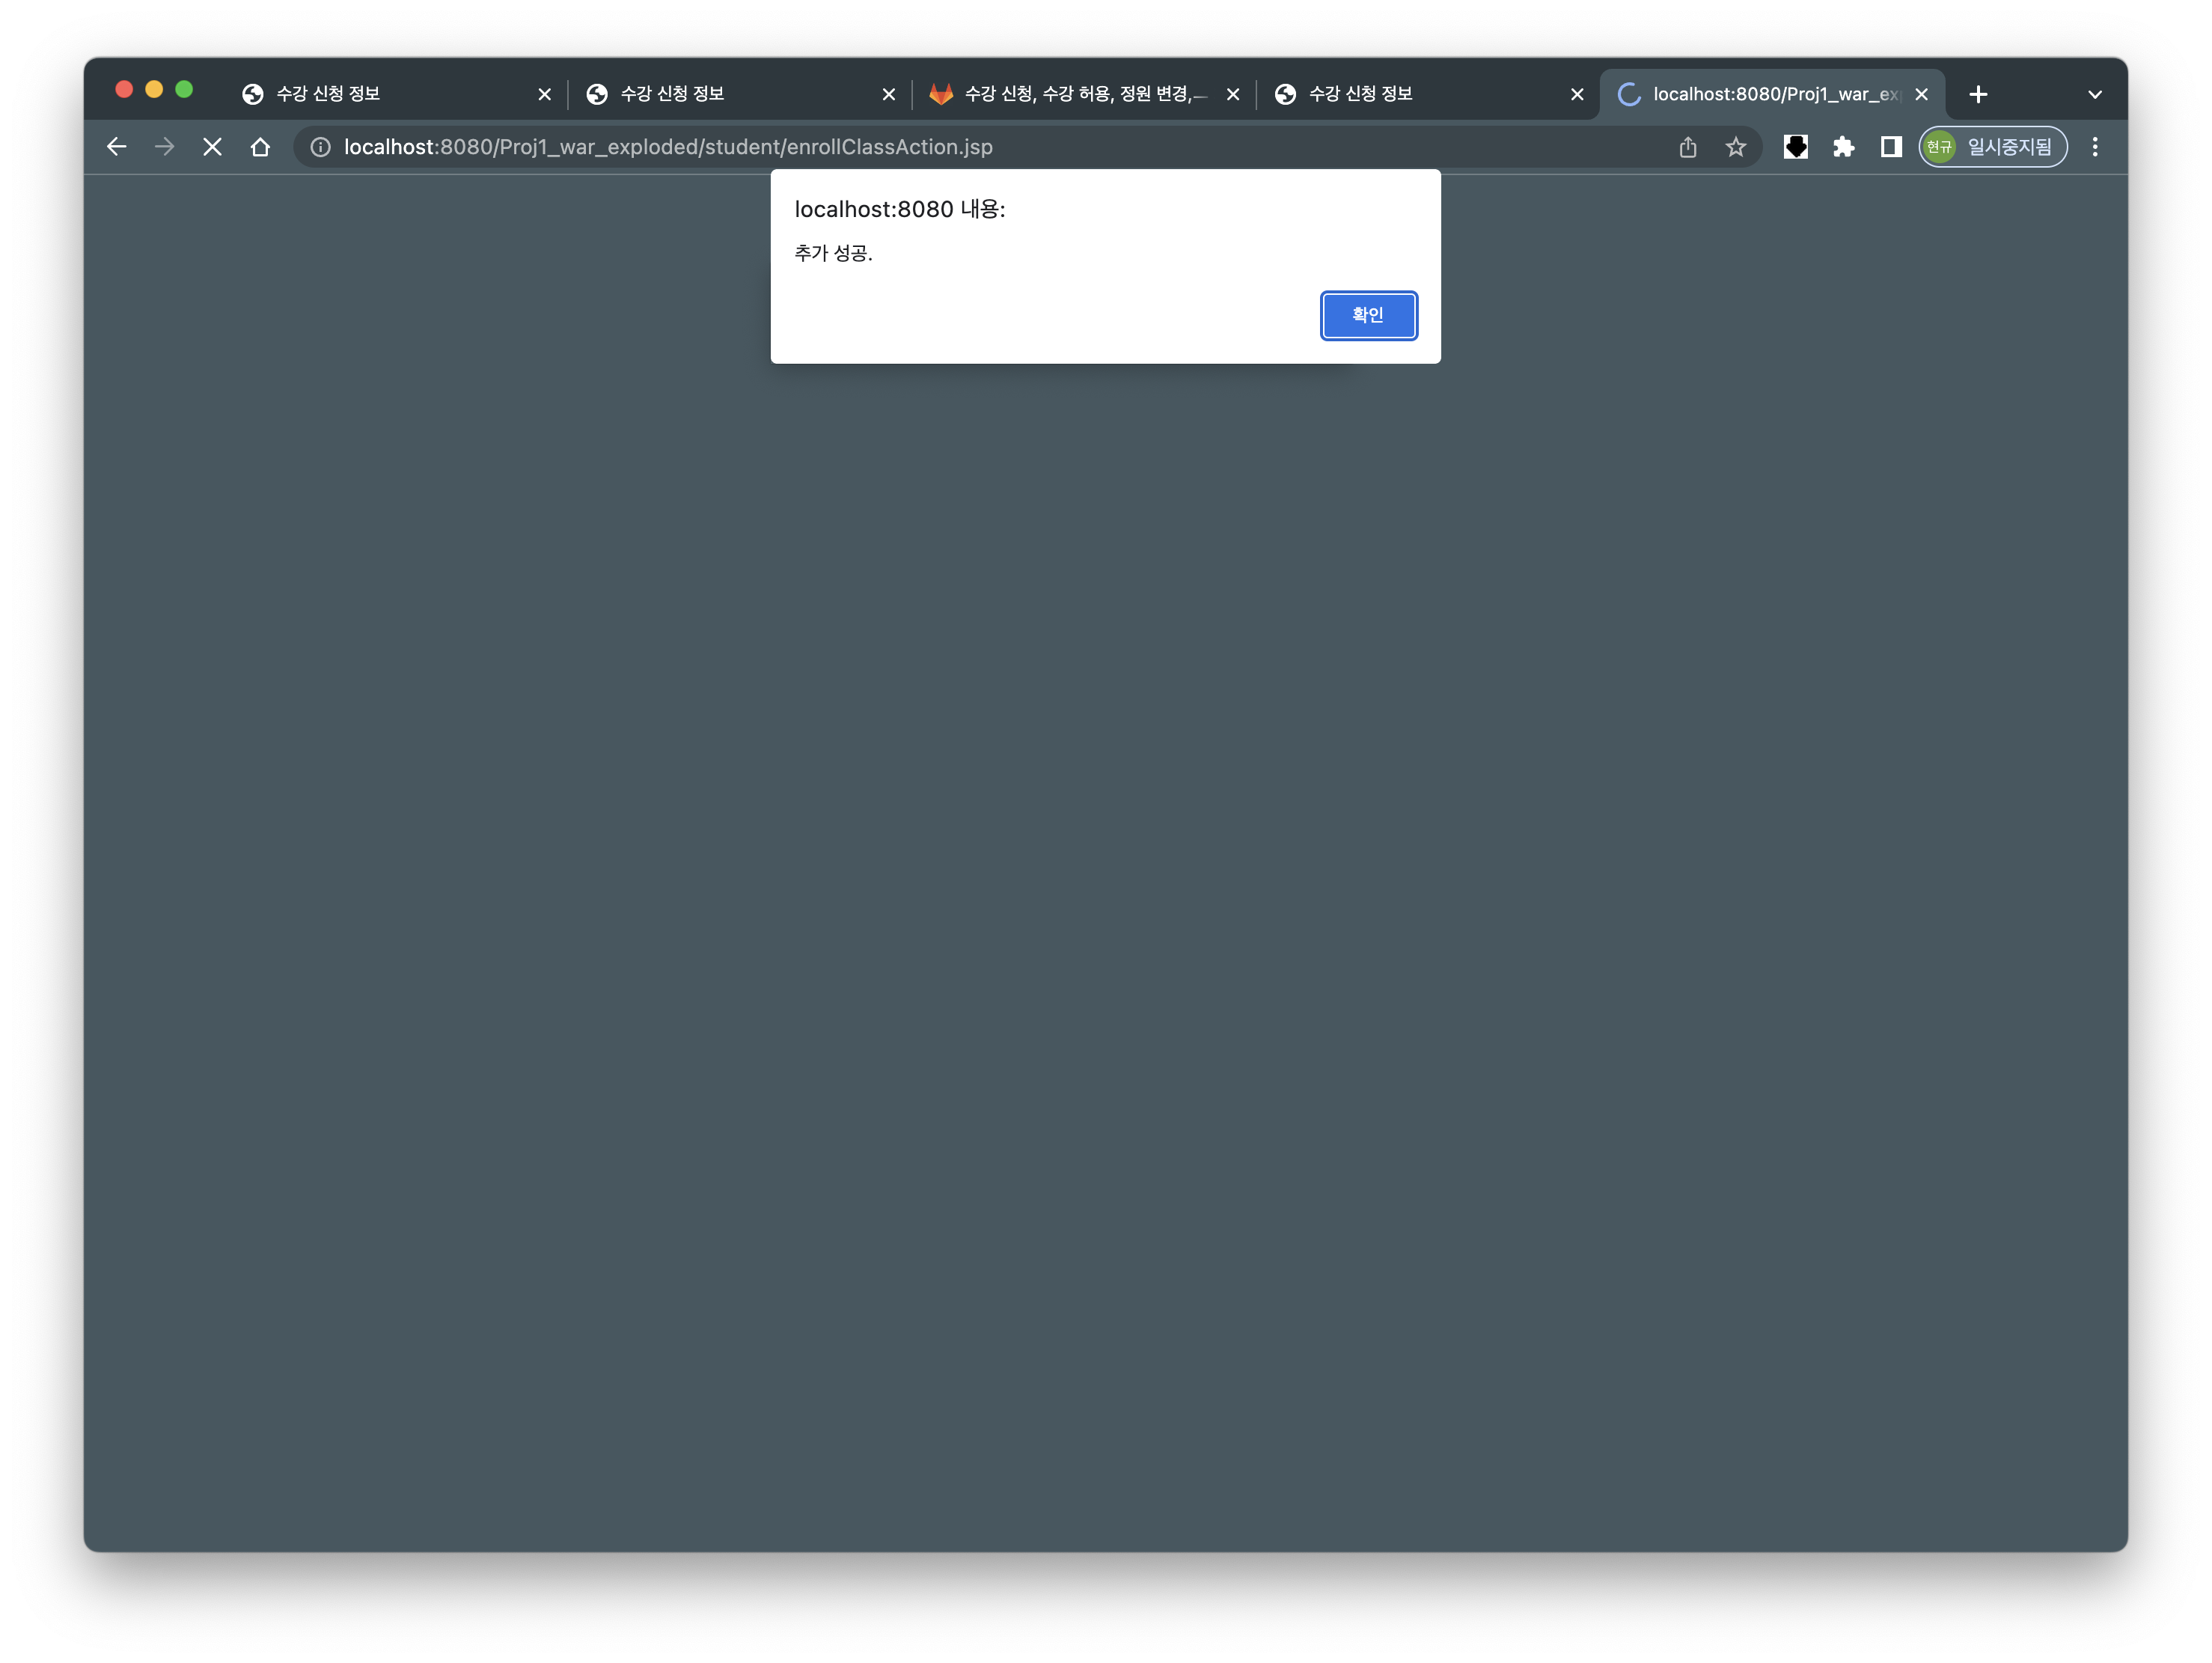 수강 신청 정보
수강 신청 정보
수강 신청, 수강 허용, 정원 변경,
수강 신청 정보
localhost:8080/Proj1_war_ex
localhost:8080/Proj1_war_exploded/student/enrollClassAction.jsp
현규
일시중지됨
localhost:8080 내용:
추가 성공.
확인